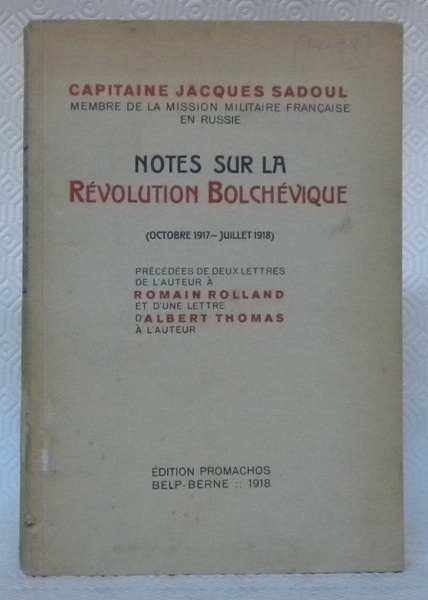 CAPITAINE JACQUES SADOUL
MEMBRE DE LA MISSION MILITAIRE FRANÇAISE
EN RUSSIE
NOTES SUR LA
RÉVOLUTION BOLCHÉVIQUE
(OCTOBRE 1917–JUILLET 1918)
PRÉCÉDÉES DE DEUX LETTRES
DE L'AUTEUR À
ROMAIN ROLLAND
ET D'UNE LETTRE
D'ALBERT THOMAS
À L'AUTEUR
ÉDITION PROMACHOS
BELP-BERNE :: 1918